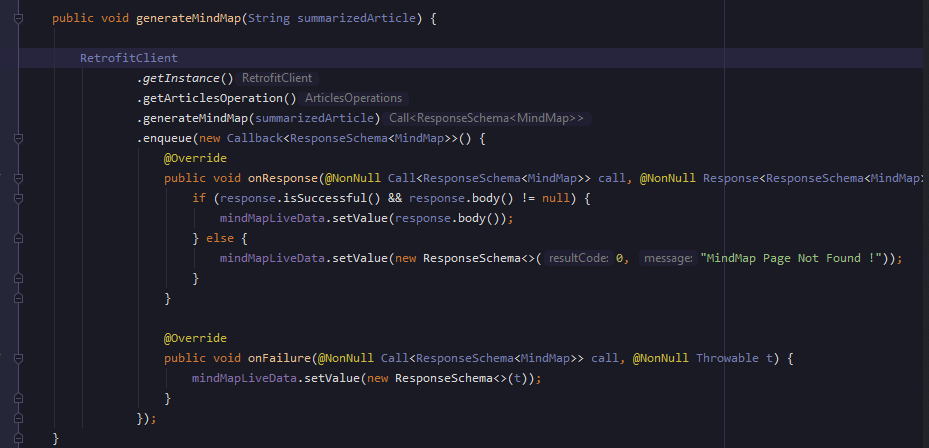 public void generateMindMap(String summarizedArticle) {
RetrofitClient
.getInstance() RetrofitClient
.getArticlesOperation() ArticlesOperations
.generateMindMap(summarizedArticle) Call<ResponseSchema<MindMap>>
.enqueue(new Callback<ResponseSchema<MindMap>>() {
@Override
public void onResponse(@NonNull Call<ResponseSchema<MindMap>> call, @NonNull Response<ResponseSchema<MindMap>
if (response.isSuccessful() && response.body() != null) {
mindMapLiveData.setValue(response.body());
} else {
mindMapLiveData.setValue(new ResponseSchema<>( resultCode: 0, message: "MindMap Page Not Found !"));
}
}
@Override
public void onFailure(@NonNull Call<ResponseSchema<MindMap>> call, @NonNull Throwable t) {
mindMapLiveData.setValue(new ResponseSchema<>(t));
}
});
}